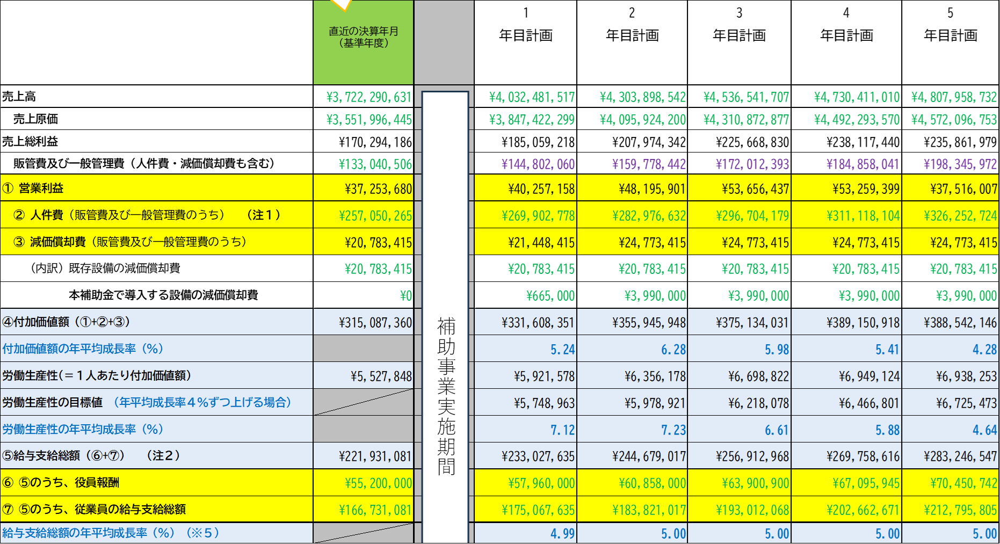 直近の決算年月
（基準年度）
1
年目計画
2
年目計画
3
年目計画
4
年目計画
5
年目計画
売上高 ¥3,722,290,631 ¥4,032,481,517 ¥4,303,898,542 ¥4,536,541,707 ¥4,730,411,010 ¥4,807,958,732
売上原価 ¥3,551,996,445 ¥3,847,422,299 ¥4,095,924,200 ¥4,310,872,877 ¥4,492,293,570 ¥4,572,096,753
売上総利益 ¥170,294,186 ¥185,059,218 ¥207,974,342 ¥225,668,830 ¥238,117,440 ¥235,861,979
販管費及び一般管理費（人件費・減価償却費も含む） ¥133,040,506 ¥144,802,060 ¥159,778,442 ¥172,012,393 ¥184,858,041 ¥198,345,972
① 営業利益 ¥37,253,680 ¥40,257,158 ¥48,195,901 ¥53,656,437 ¥53,259,399 ¥37,516,007
② 人件費（販管費及び一般管理費のうち） （注１） ¥257,050,265 ¥269,902,778 ¥282,976,632 ¥296,704,179 ¥311,118,104 ¥326,252,724
③ 減価償却費（販管費及び一般管理費のうち） ¥20,783,415 ¥21,448,415 ¥24,773,415 ¥24,773,415 ¥24,773,415 ¥24,773,415
（内訳）既存設備の減価償却費 ¥20,783,415 ¥20,783,415 ¥20,783,415 ¥20,783,415 ¥20,783,415 ¥20,783,415
本補助金で導入する設備の減価償却費 ¥0 ¥665,000 ¥3,990,000 ¥3,990,000 ¥3,990,000 ¥3,990,000
④付加価値額（①+②+③） ¥315,087,360 ¥331,608,351 ¥355,945,948 ¥375,134,031 ¥389,150,918 ¥388,542,146
付加価値額の年平均成長率（％） 5.24 6.28 5.98 5.41 4.28
労働生産性(＝１人あたり付加価値額） ¥5,527,848 ¥5,921,578 ¥6,356,178 ¥6,698,822 ¥6,949,124 ¥6,938,253
労働生産性の目標値 （年平均成長率４％ずつ上げる場合） ¥5,748,963 ¥5,978,921 ¥6,218,078 ¥6,466,801 ¥6,725,473
労働生産性の年平均成長率（％） 7.12 7.23 6.61 5.88 4.64
⑤給与支給総額（⑥+⑦） （注２） ¥221,931,081 ¥233,027,635 ¥244,679,017 ¥256,912,968 ¥269,758,616 ¥283,246,547
⑥ ⑤のうち、役員報酬 ¥55,200,000 ¥57,960,000 ¥60,858,000 ¥63,900,900 ¥67,095,945 ¥70,450,742
⑦ ⑤のうち、従業員の給与支給総額 ¥166,731,081 ¥175,067,635 ¥183,821,017 ¥193,012,068 ¥202,662,671 ¥212,795,805
給与支給総額の年平均成長率（％）（※５） 4.99 5.00 5.00 5.00 5.00
補助事業実施期間